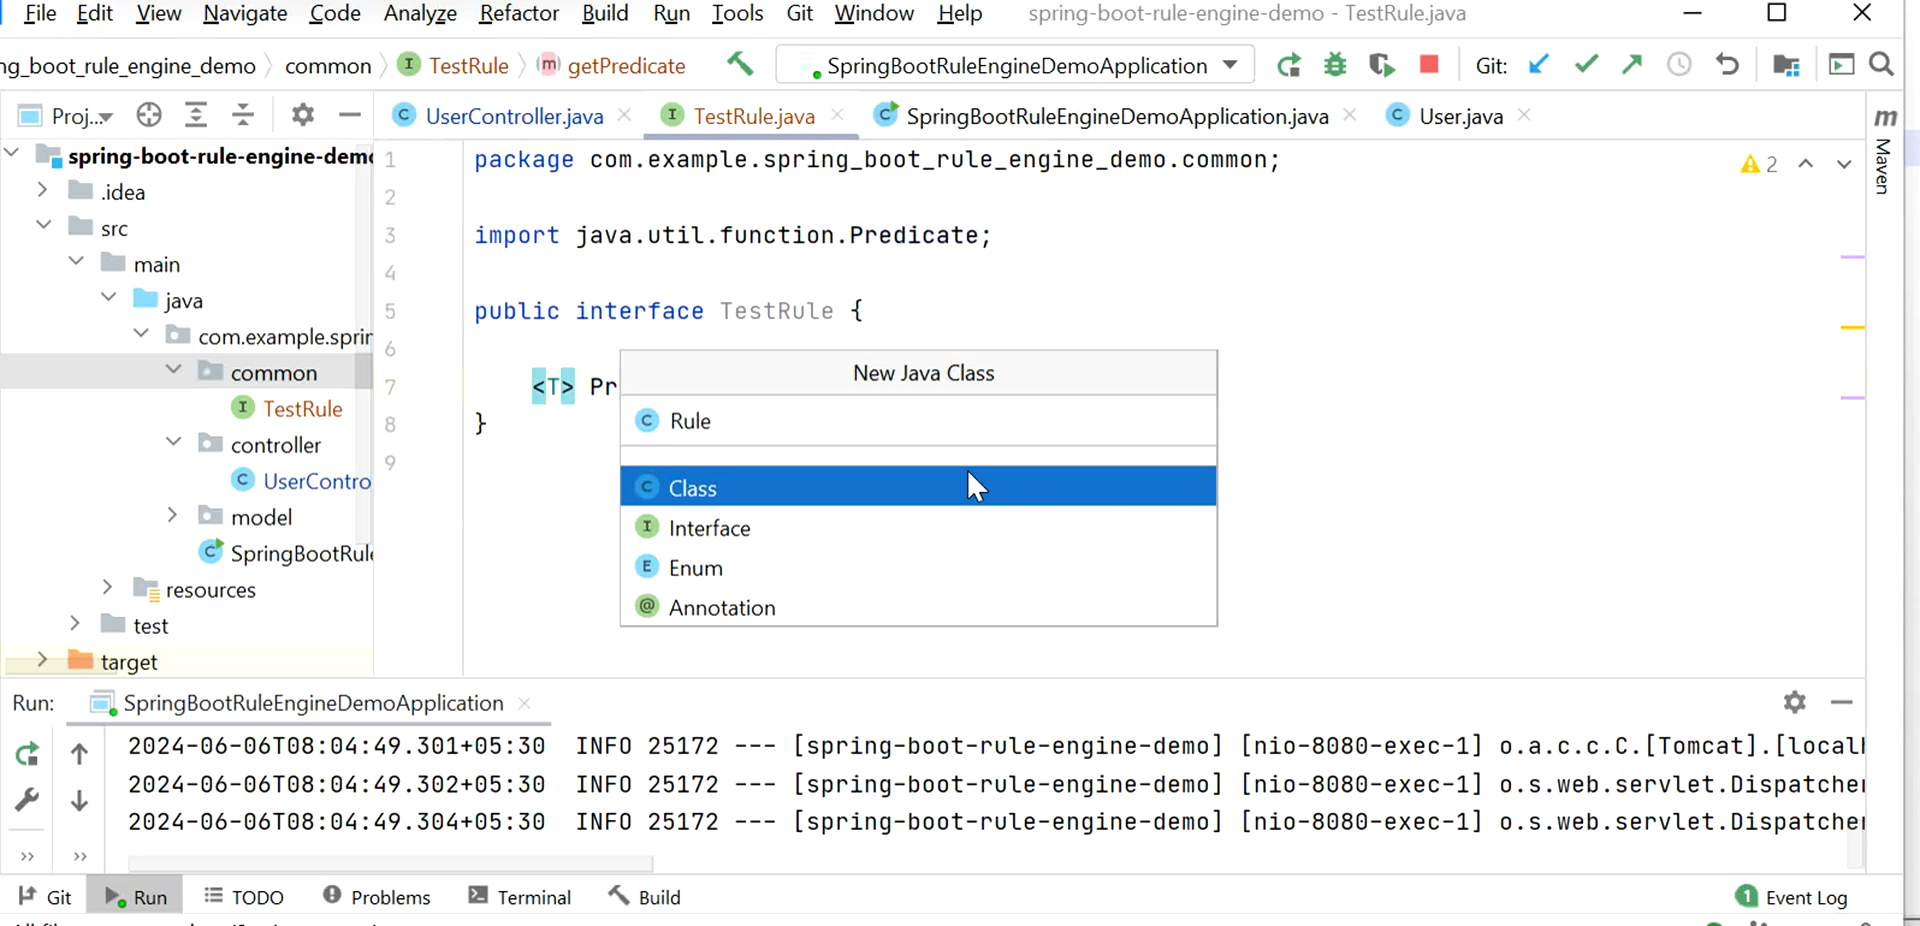 File Edit View Navigate Code Analyze Refactor Build Run Tools Git Window Help spring-boot-rule-engine-demo - TestRule.java
ng_boot_rule_engine_demo common I TestRule m getPredicate SpringBootRuleEngineDemoApplication Git:
Proj... C UserController.java I TestRule.java C SpringBootRuleEngineDemoApplication.java C User.java
m Maven
spring-boot-rule-engine-demo
.idea
src
main
java
com.example.sprin
common
I TestRule
controller
C UserContro
model
C SpringBootRule
resources
test
target
1 package com.example.spring_boot_rule_engine_demo.common;
2
3 import java.util.function.Predicate;
4
5 public interface TestRule {
6
7 <T> Pr
8 }
9
2
New Java Class
C Rule
C Class
I Interface
E Enum
@ Annotation
Run: SpringBootRuleEngineDemoApplication
2024-06-06T08:04:49.301+05:30 INFO 25172 --- [spring-boot-rule-engine-demo] [nio-8080-exec-1] o.a.c.c.C.[Tomcat].[localh
2024-06-06T08:04:49.302+05:30 INFO 25172 --- [spring-boot-rule-engine-demo] [nio-8080-exec-1] o.s.web.servlet.Dispatcher
2024-06-06T08:04:49.304+05:30 INFO 25172 --- [spring-boot-rule-engine-demo] [nio-8080-exec-1] o.s.web.servlet.Dispatcher
Git Run TODO Problems Terminal Build 1 Event Log